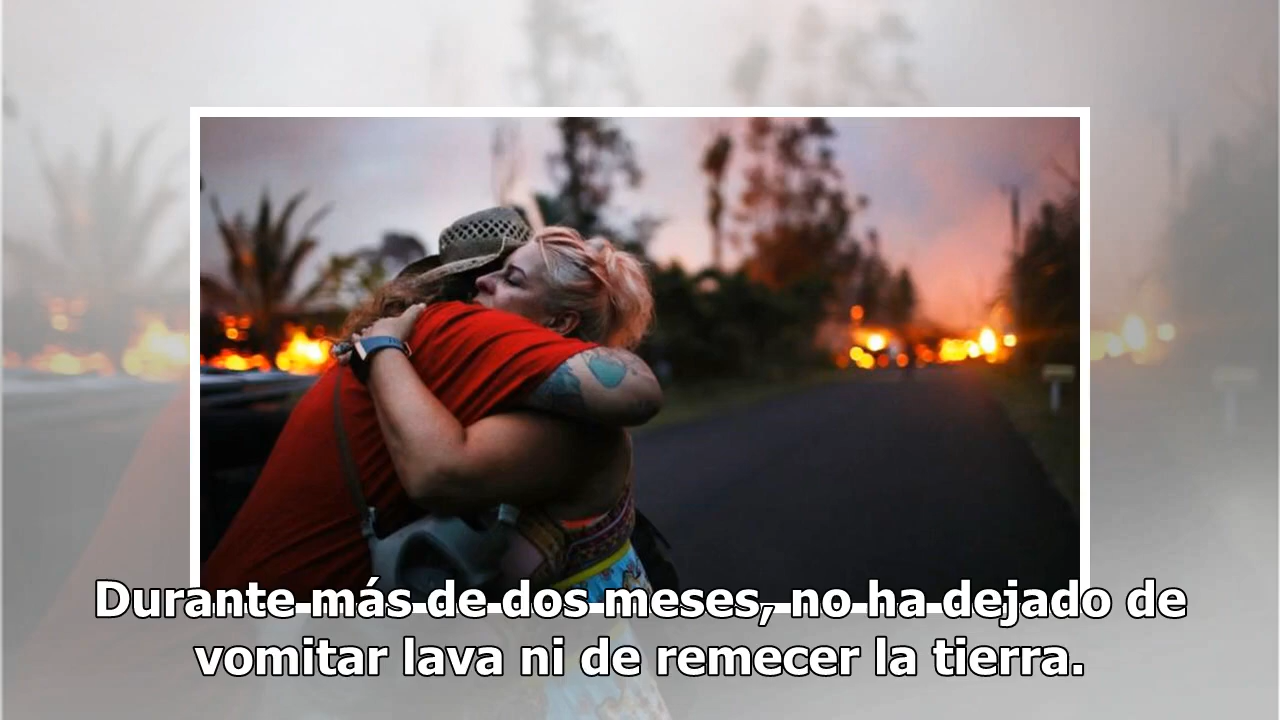 Durante más de dos meses, no ha dejado de
vomitar lava ni de remecer la tierra.